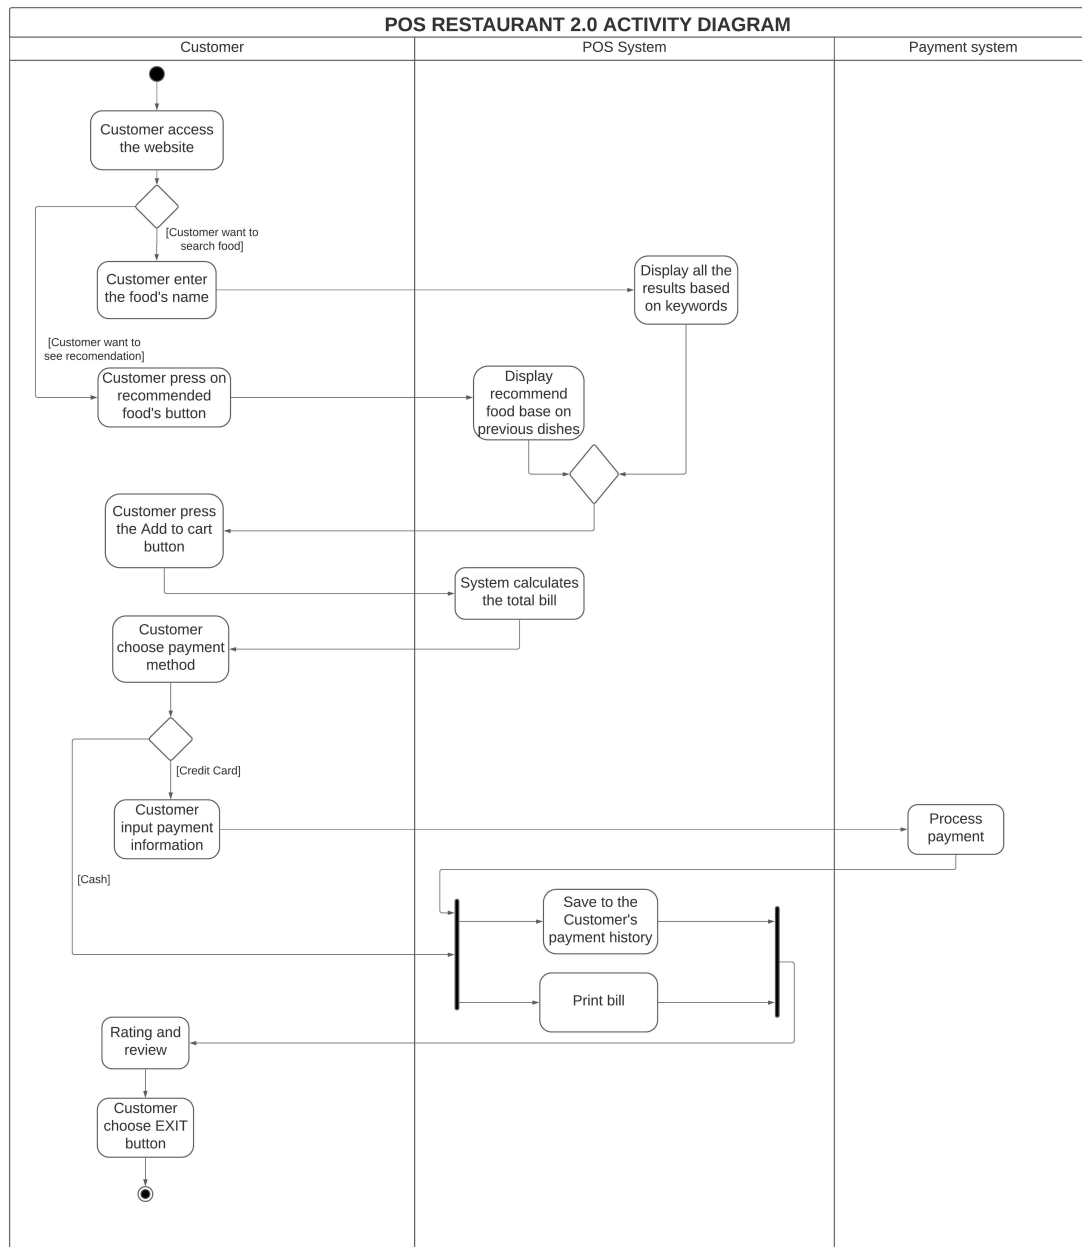 POS RESTAURANT 2.0 ACTIVITY DIAGRAM
Customer
POS System
Payment system
Customer access
the website
[Customer want to
search food]
Customer enter
the food's name
Display all the
results based
on keywords
[Customer want to
see recomendation]
Customer press on
recommended
food's button
Display
recommend
food base on
previous dishes
Customer press
the Add to cart
button
System calculates
the total bill
Customer
choose payment
method
[Credit Card]
Customer
input payment
information
Process
payment
[Cash]
Save to the
Customer's
payment history
Print bill
Rating and
review
Customer
choose EXIT
button